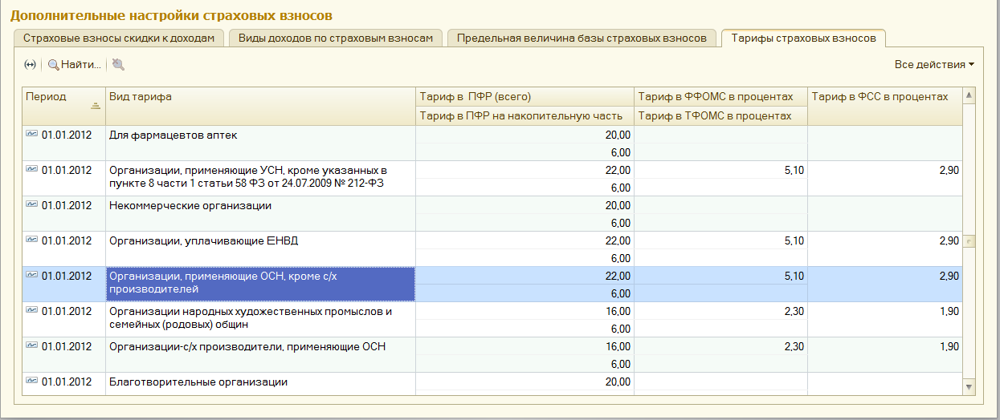 Дополнительные настройки страховых взносов
Страховые взносы скидки к доходам Виды доходов по страховым взносам Предельная величина базы страховых взносов Тарифы страховых взносов
Найти... Все действия
Период Вид тарифа Тариф в ПФР (всего) Тариф в ФФОМС в процентах Тариф в ФСС в процентах
Тариф в ПФР на накопительную часть Тариф в ТФОМС в процентах
01.01.2012 Для фармацевтов аптек 20,00
6,00
01.01.2012 Организации, применяющие УСН, кроме указанных в 22,00 5,10 2,90
пункте 8 части 1 статьи 58 ФЗ от 24.07.2009 № 212-ФЗ 6,00
01.01.2012 Некоммерческие организации 20,00
6,00
01.01.2012 Организации, уплачивающие ЕНВД 22,00 5,10 2,90
6,00
01.01.2012 Организации, применяющие ОСН, кроме с/х 22,00 5,10 2,90
производителей 6,00
01.01.2012 Организации народных художественных промыслов и 16,00 2,30 1,90
семейных (родовых) общин 6,00
01.01.2012 Организации-с/х производители, применяющие ОСН 16,00 2,30 1,90
6,00
01.01.2012 Благотворительные организации 20,00